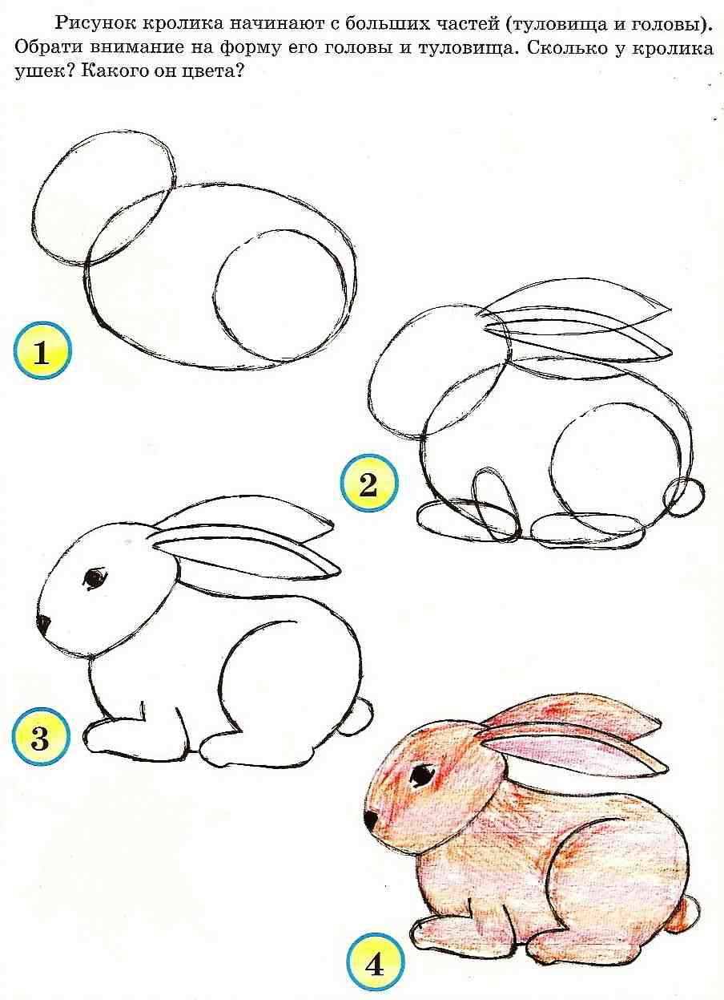 Рисунок кролика начинают с больших частей (туловища и головы).
Обрати внимание на форму его головы и туловища. Сколько у кролика
ушек? Какого он цвета?
1
2
3
4